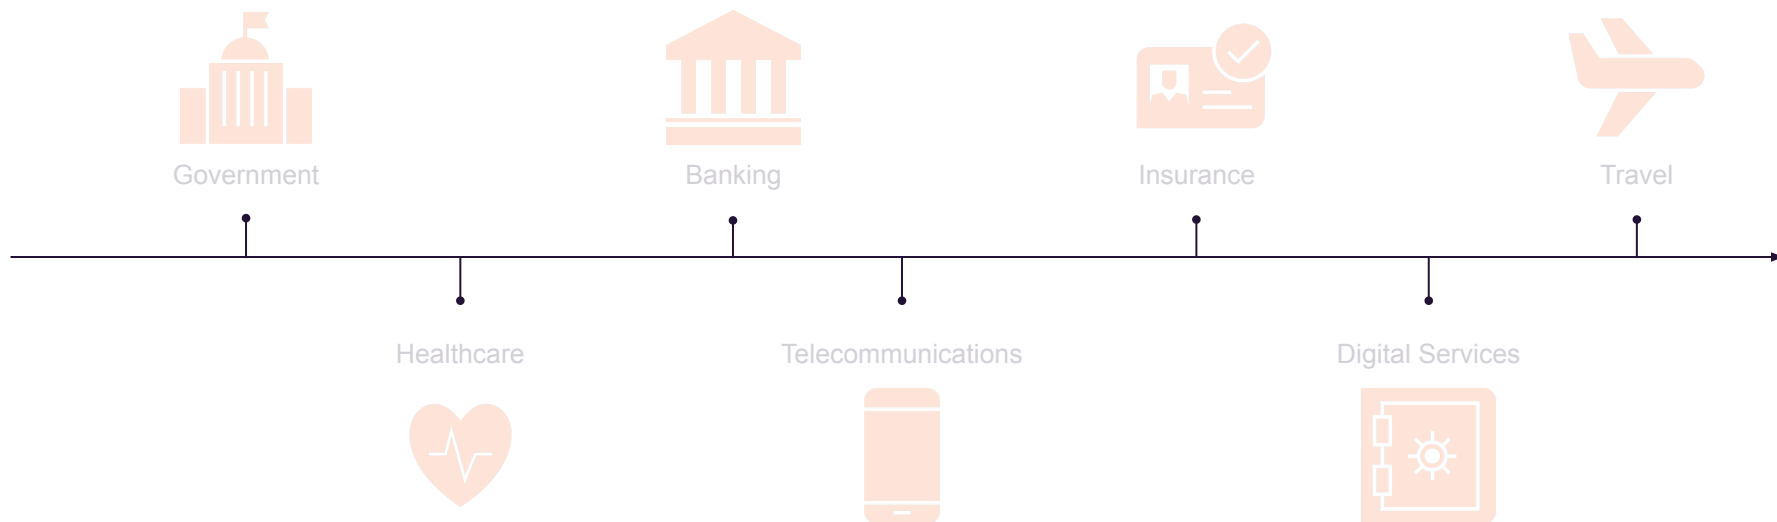 Government
Banking
Insurance
Travel
Healthcare
Telecommunications
Digital Services